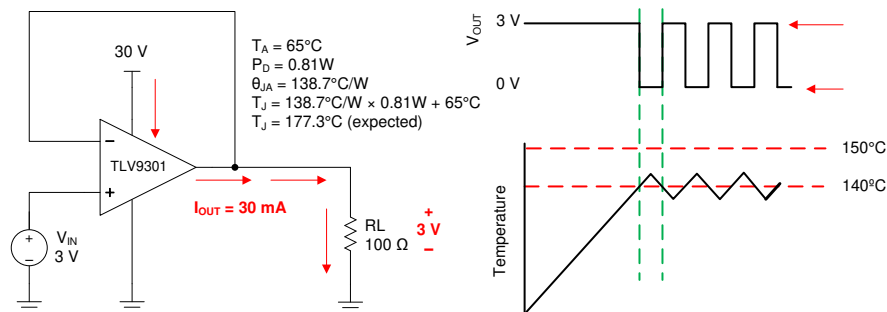 30 V
TLV9301
–
+
+
–
V_IN
3 V
I_OUT = 30 mA
RL
100 Ω
+
3 V
–
T_A = 65°C
P_D = 0.81W
θ_JA = 138.7°C/W
T_J = 138.7°C/W × 0.81W + 65°C
T_J = 177.3°C (expected)
V_OUT
3 V
0 V
Temperature
150°C
140ºC